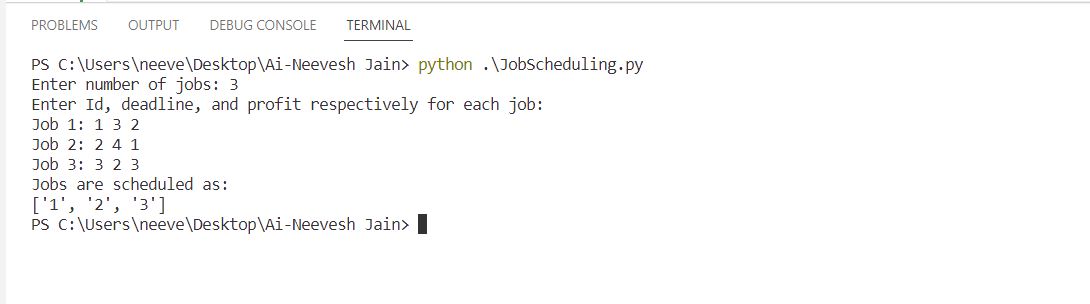 PROBLEMS OUTPUT DEBUG CONSOLE TERMINAL
PS C:\Users\neeve\Desktop\Ai-Neevesh Jain> python .\JobScheduling.py
Enter number of jobs: 3
Enter Id, deadline, and profit respectively for each job:
Job 1: 1 3 2
Job 2: 2 4 1
Job 3: 3 2 3
Jobs are scheduled as:
['1', '2', '3']
PS C:\Users\neeve\Desktop\Ai-Neevesh Jain>